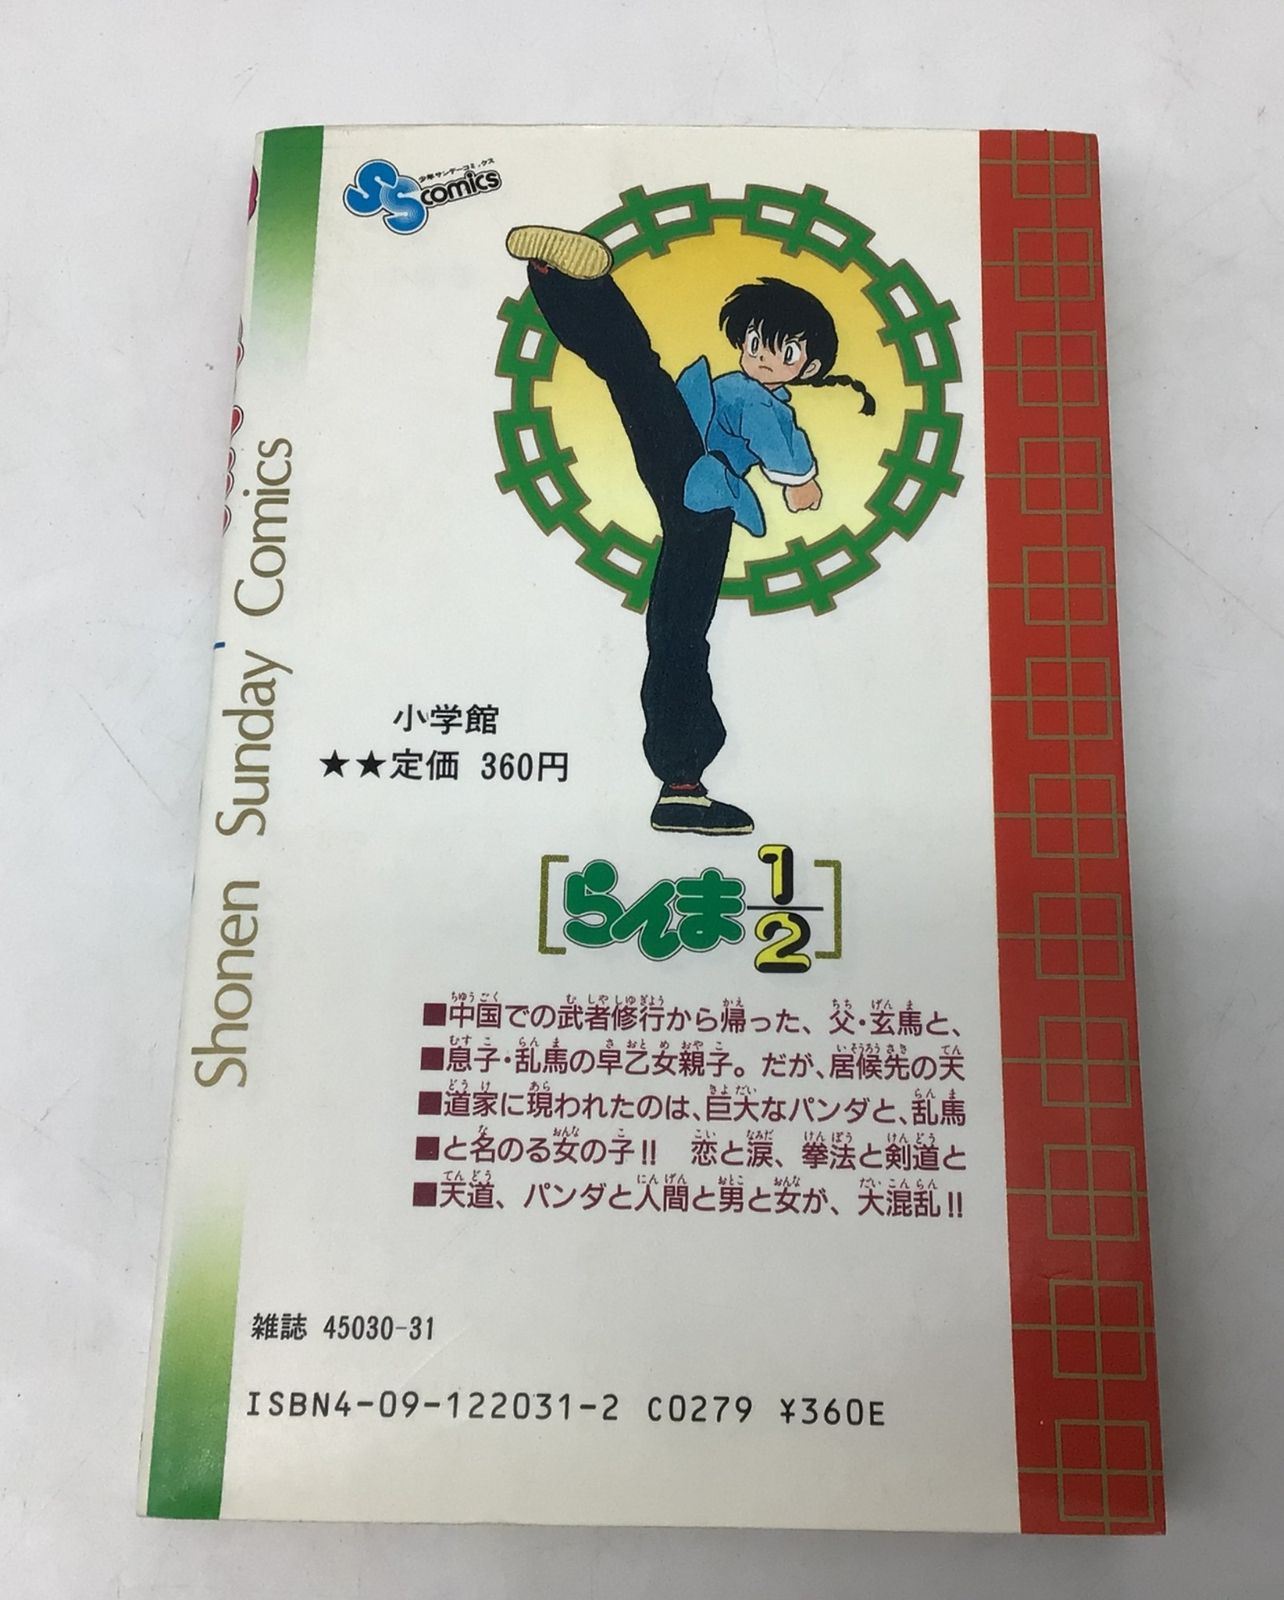 少年サンデーコミックス
SS comics
Shonen Sunday Comics
小学館
★★定価 360円
[らんま1/2]
■中国での武者修行から帰った、父・玄馬と、
■息子・乱馬の早乙女親子。だが、居候先の天
■道家に現われたのは、巨大なパンダと、乱馬
■と名のる女の子!! 恋と涙、拳法と剣道と
■天道、パンダと人間と男と女が、大混乱!!
雑誌 45030-31
ISBN4-09-122031-2 C0279 ¥360E